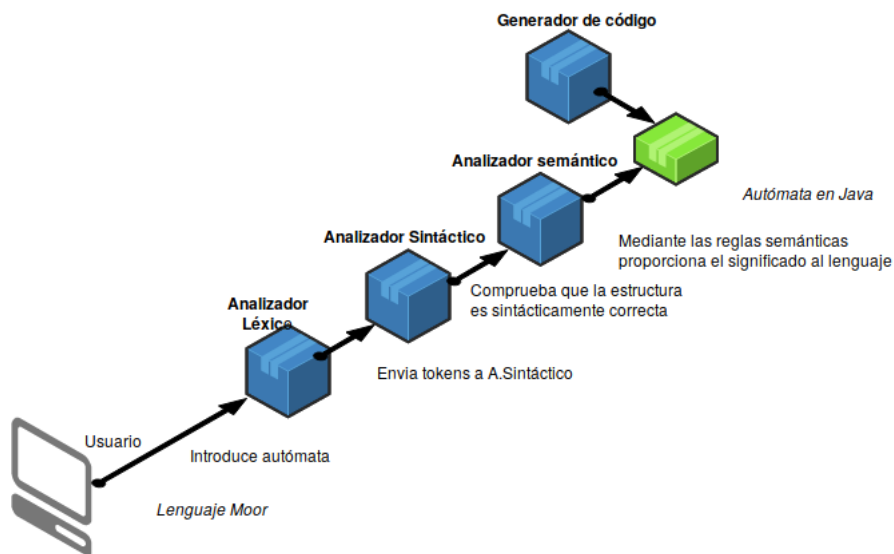 Generador de código
Analizador semántico
Autómata en Java
Analizador Sintáctico
Mediante las reglas semánticas
proporciona el significado al lenguaje
Comprueba que la estructura
es sintácticamente correcta
Analizador
Léxico
Envia tokens a A.Sintáctico
Usuario
Introduce autómata
Lenguaje Moor